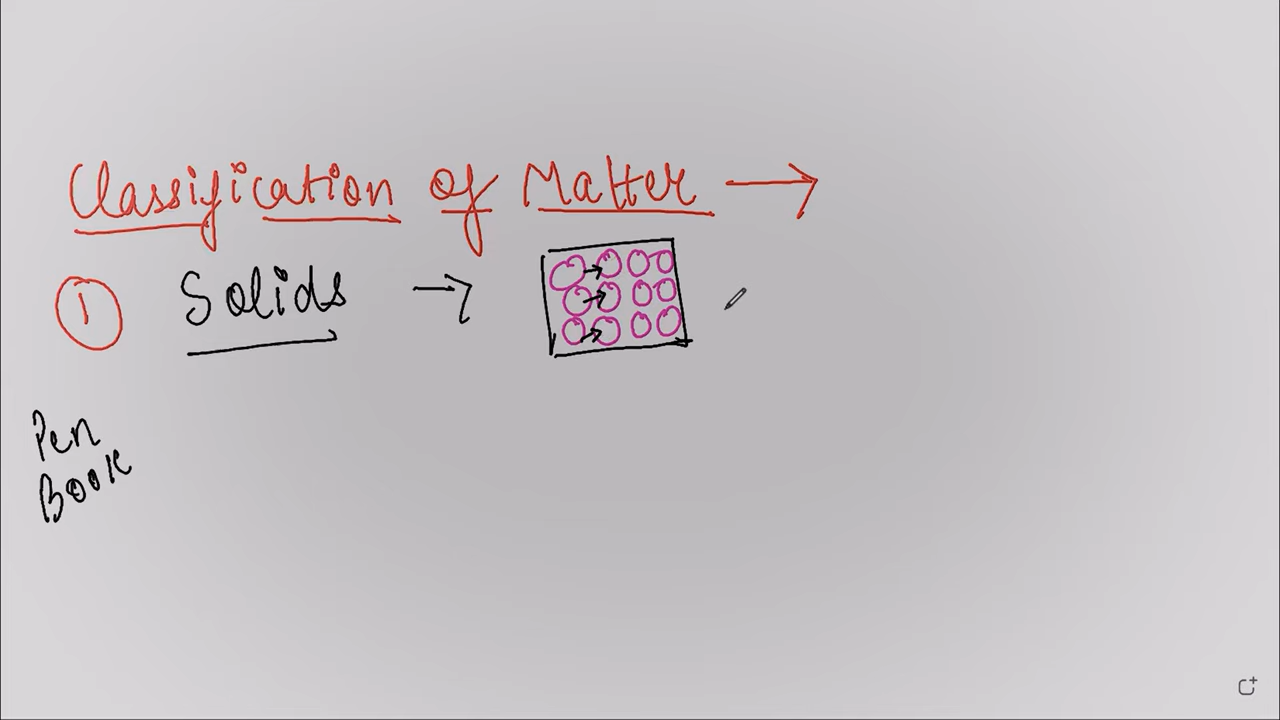 Classification of Matter →
1 Solids →
Pen
Book